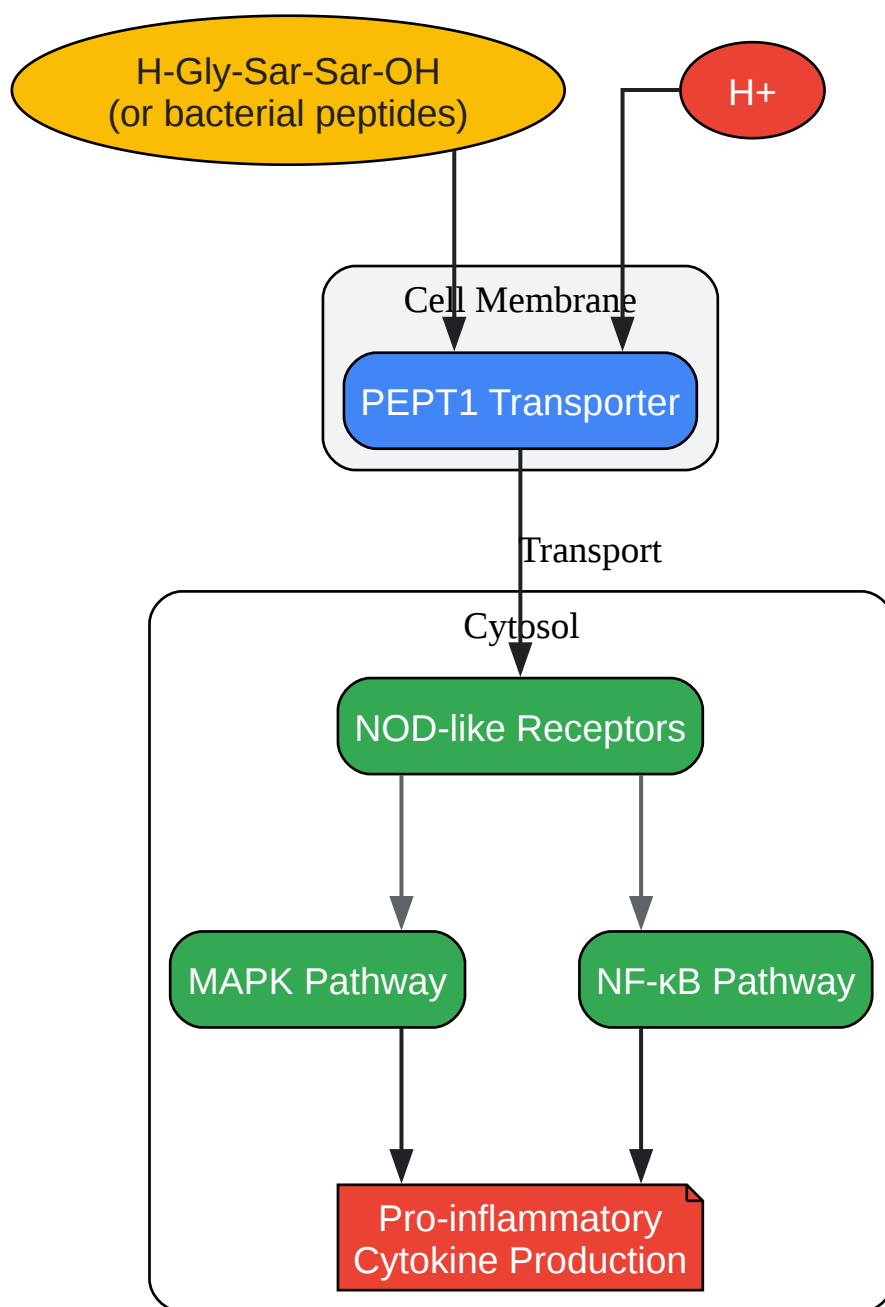 H-Gly-Sar-Sar-OH
(or bacterial peptides)
H+
Cell Membrane
PEPT1 Transporter
Transport
Cytosol
NOD-like Receptors
MAPK Pathway
NF-κB Pathway
Pro-inflammatory
Cytokine Production